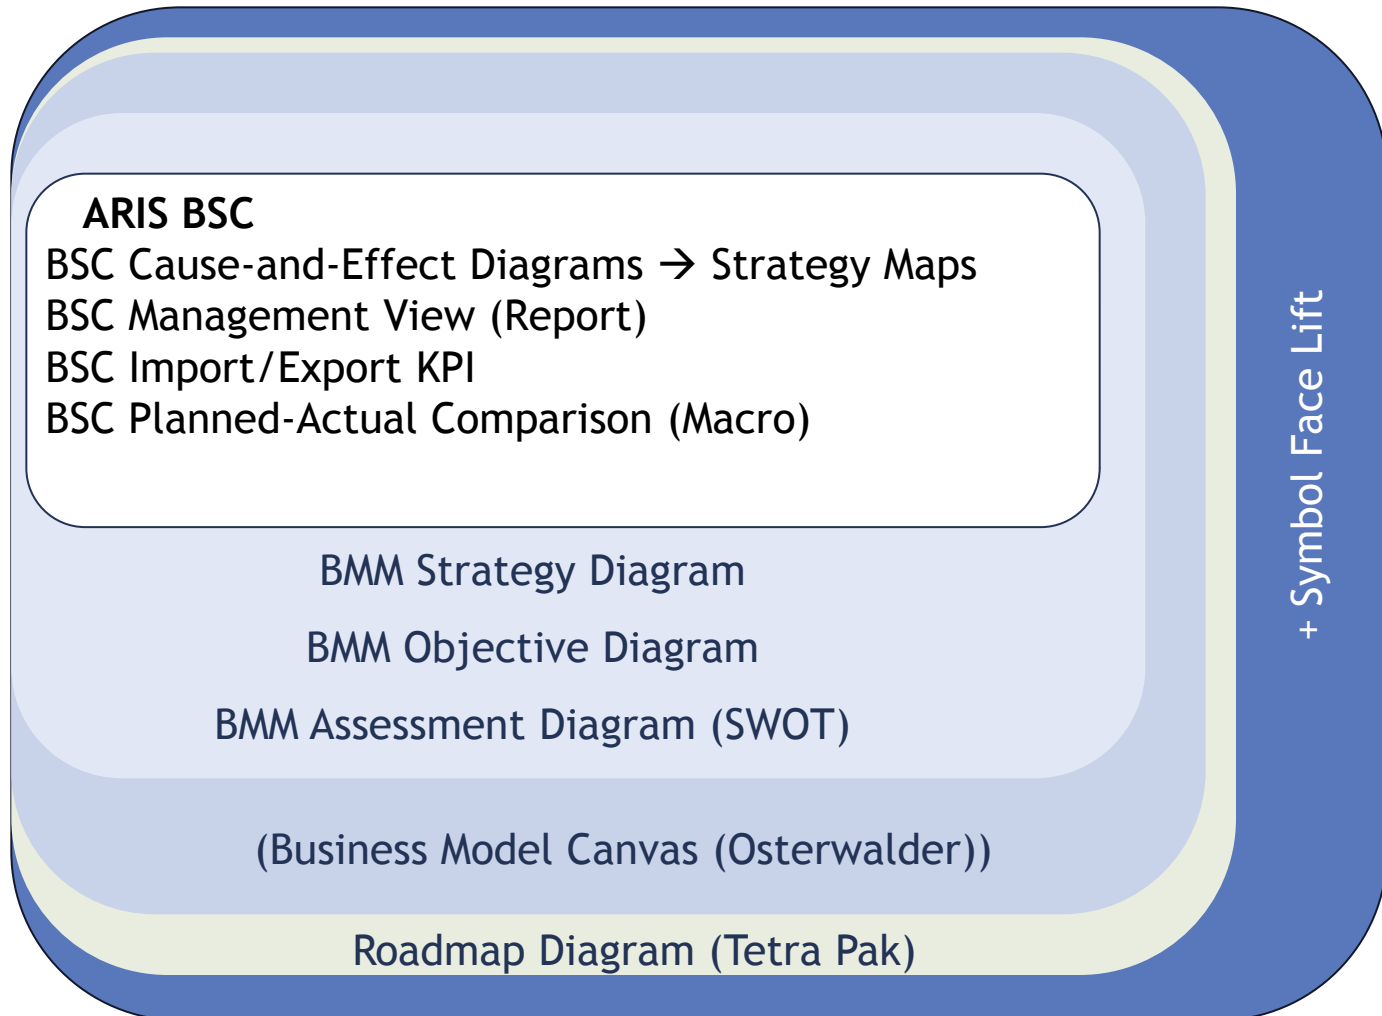 ARIS BSC
BSC Cause-and-Effect Diagrams → Strategy Maps
BSC Management View (Report)
BSC Import/Export KPI
BSC Planned-Actual Comparison (Macro)
BMM Strategy Diagram
BMM Objective Diagram
BMM Assessment Diagram (SWOT)
(Business Model Canvas (Osterwalder))
Roadmap Diagram (Tetra Pak)
+ Symbol Face Lift